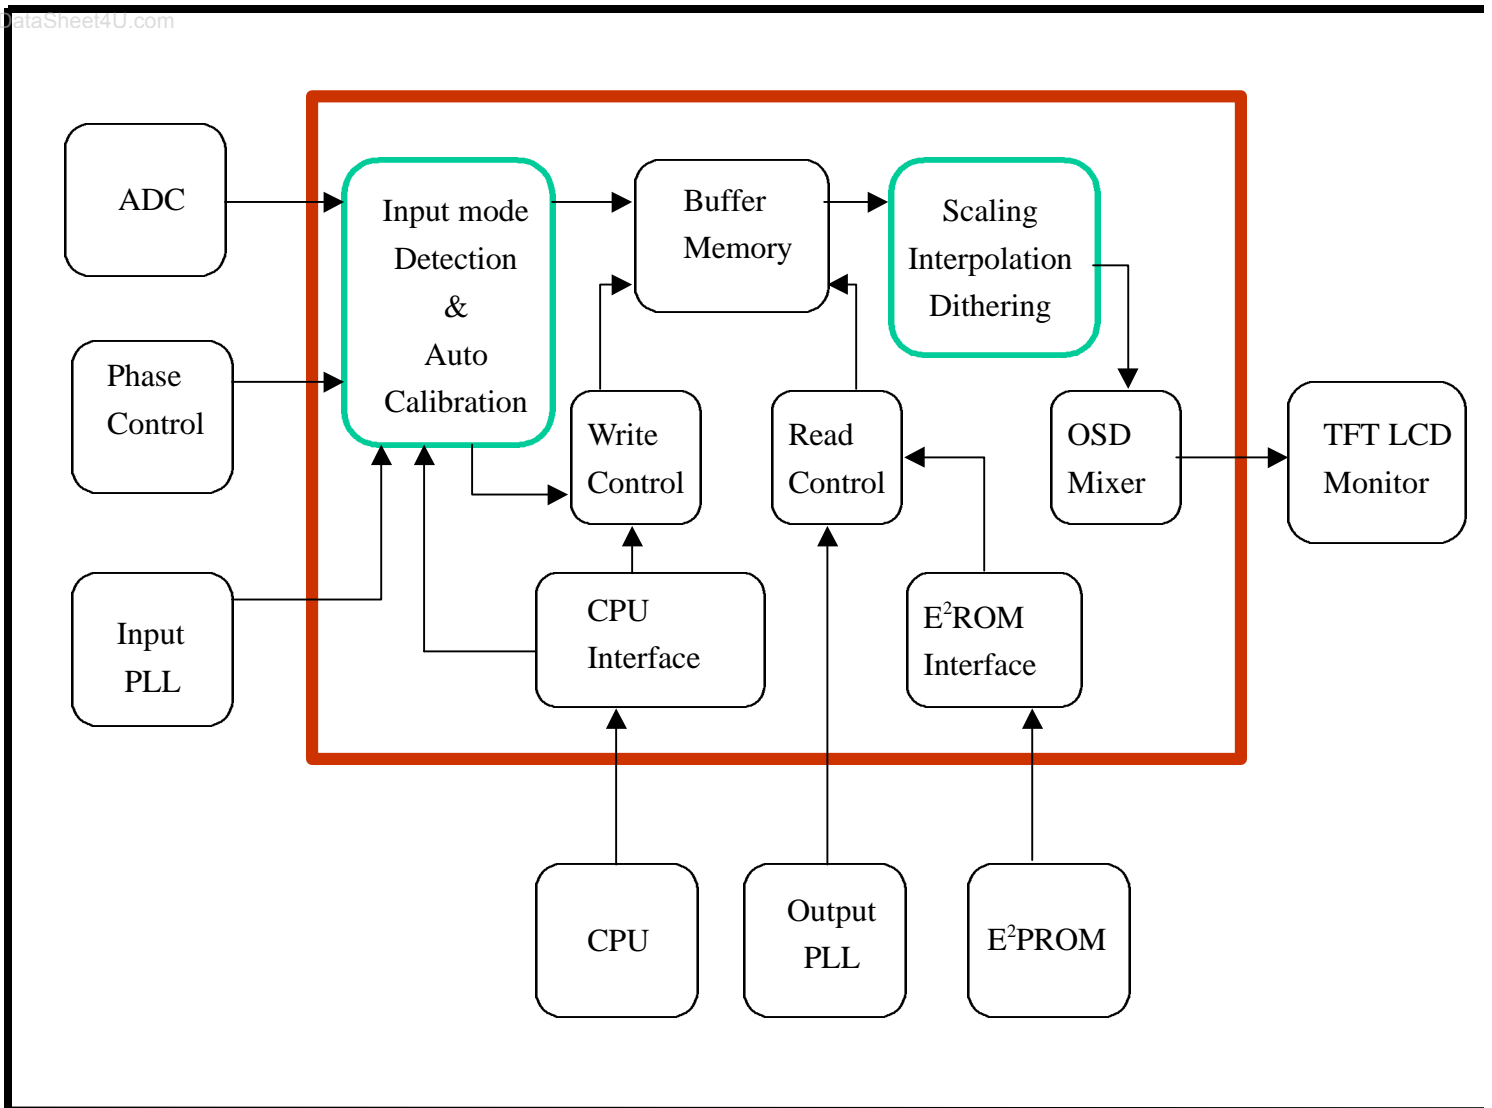 DataSheet4U.com
ADC
Input mode
Detection
&
Auto
Calibration
Buffer
Memory
Scaling
Interpolation
Dithering
Phase
Control
Write
Control
Read
Control
OSD
Mixer
TFT LCD
Monitor
Input
PLL
CPU
Interface
E²ROM
Interface
CPU
Output
PLL
E²PROM